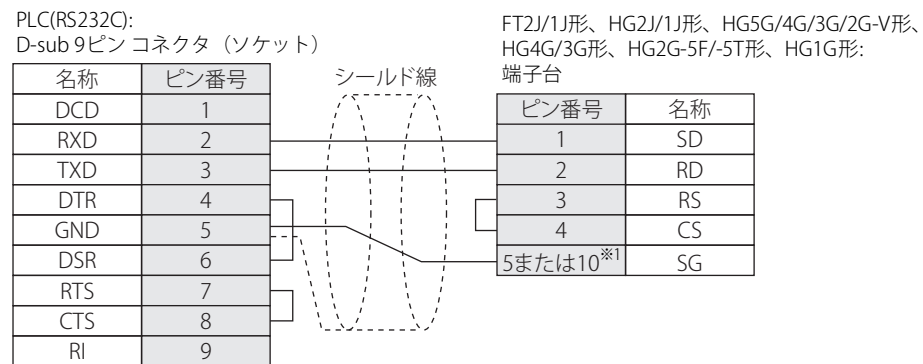 PLC(RS232C):
D-sub 9ピン コネクタ（ソケット）
名称 ピン番号
DCD 1
RXD 2
TXD 3
DTR 4
GND 5
DSR 6
RTS 7
CTS 8
RI 9
シールド線
FT2J/1J形、HG2J/1J形、HG5G/4G/3G/2G-V形、
HG4G/3G形、HG2G-5F/-5T形、HG1G形:
端子台
ピン番号 名称
1 SD
2 RD
3 RS
4 CS
5または10※1 SG